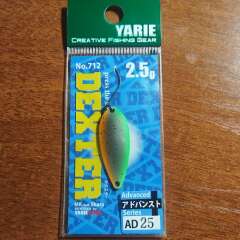 YARIE
CREATIVE FISHING GEAR
No.712
2.5g
DEXTER
Advanced
アドバンスト
Series
AD 25